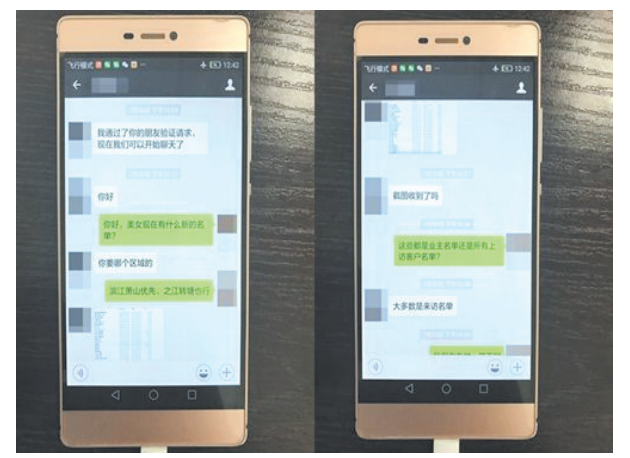 飞行模式
12:42
我通过了你的朋友验证请求，
现在我们可以开始聊天了
你好
你好，美女现在有什么新的名
单？
你要哪个区域的
滨江萧山优先，之江转塘也行
飞行模式
12:42
截图收到了吗
这些都是业主名单还是所有上
访客户名单？
大多数是来访名单